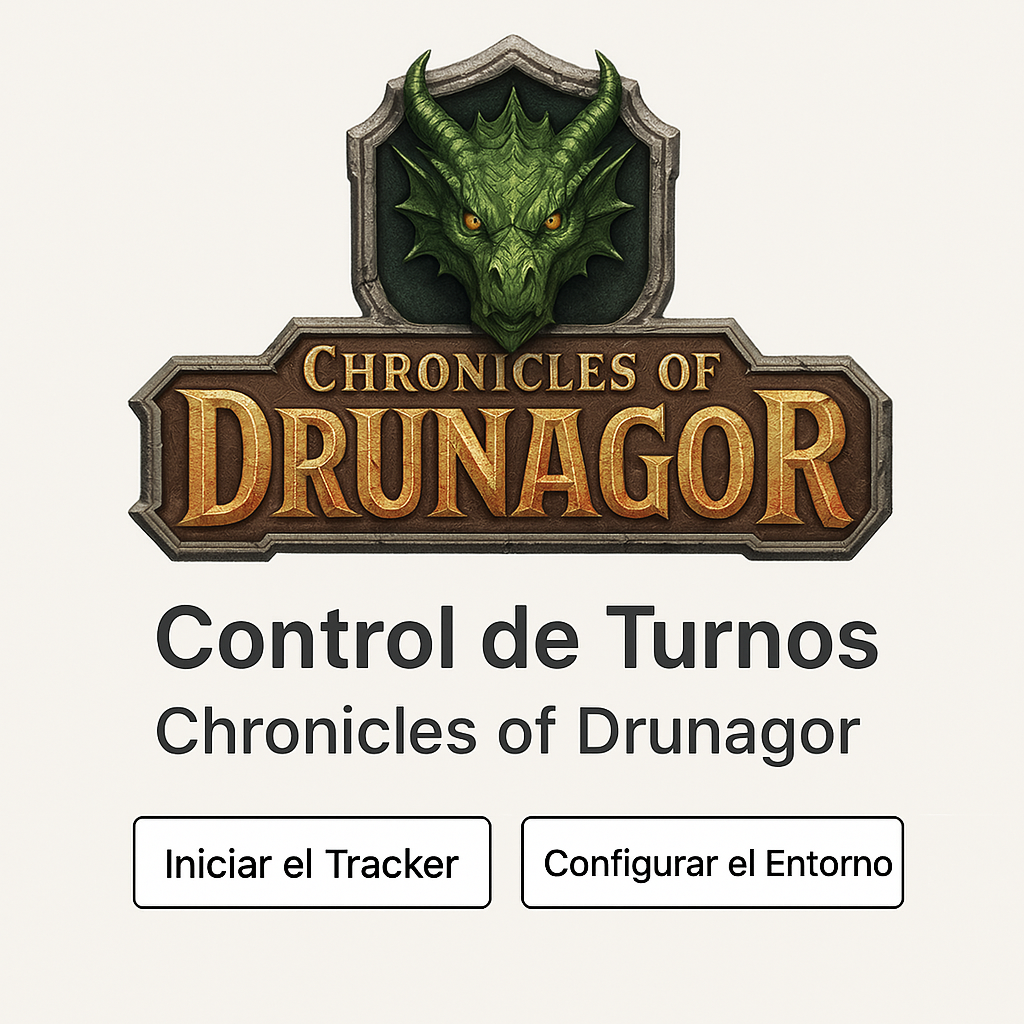 CHRONICLES OF
DRUNAGOR
Control de Turnos
Chronicles of Drunagor
Iniciar el Tracker
Configurar el Entorno